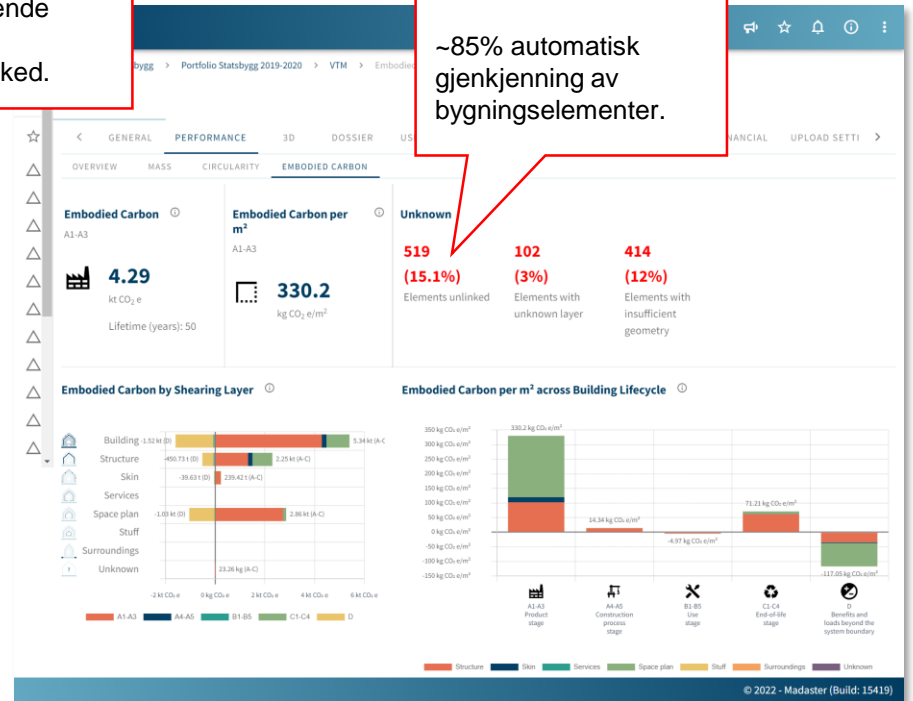 ende
ked.
~85% automatisk
gjenkjenning av
bygningselementer.
bygg > Portfolio Statsbygg 2019-2020 > VTM > Embodied
< GENERAL PERFORMANCE 3D DOSSIER US NANCIAL UPLOAD SETTI >
OVERVIEW MASS CIRCULARITY EMBODIED CARBON
Embodied Carbon
A1-A3
4.29
kt CO₂ e
Lifetime (years): 50
Embodied Carbon per
m²
A1-A3
330.2
kg CO₂ e/m²
Unknown
519
(15.1%)
Elements unlinked
102
(3%)
Elements with
unknown layer
414
(12%)
Elements with
insufficient
geometry
Embodied Carbon by Shearing Layer
Building -1.52 kt (D) 5.34 kt (A-C
Structure -450.73 t (D) 2.25 kt (A-C)
Skin -39.63 t (D) 239.42 t (A-C)
Services
Space plan -1.03 kt (D) 2.86 kt (A-C)
Stuff
Surroundings
Unknown 23.26 kg (A-C)
-2 kt CO₂ e 0 kg CO₂ e 2 kt CO₂ e 4 kt CO₂ e 6 kt CO₂ e
A1-A3 A4-A5 B1-B5 C1-C4 D
Embodied Carbon per m² across Building Lifecycle
350 kg CO₂ e/m²
300 kg CO₂ e/m²
250 kg CO₂ e/m²
200 kg CO₂ e/m²
150 kg CO₂ e/m²
100 kg CO₂ e/m²
50 kg CO₂ e/m²
0 kg CO₂ e/m²
-50 kg CO₂ e/m²
-100 kg CO₂ e/m²
-150 kg CO₂ e/m²
330.2 kg CO₂ e/m²
14.34 kg CO₂ e/m²
-4.97 kg CO₂ e/m²
71.21 kg CO₂ e/m²
-117.05 kg CO₂ e/m²
A1-A3
Product
stage
A4-A5
Construction
process
stage
B1-B5
Use
stage
C1-C4
End-of-life
stage
D
Benefits and
loads beyond the
system boundary
Structure Skin Services Space plan Stuff Surroundings Unknown
© 2022 - Madaster (Build: 15419)